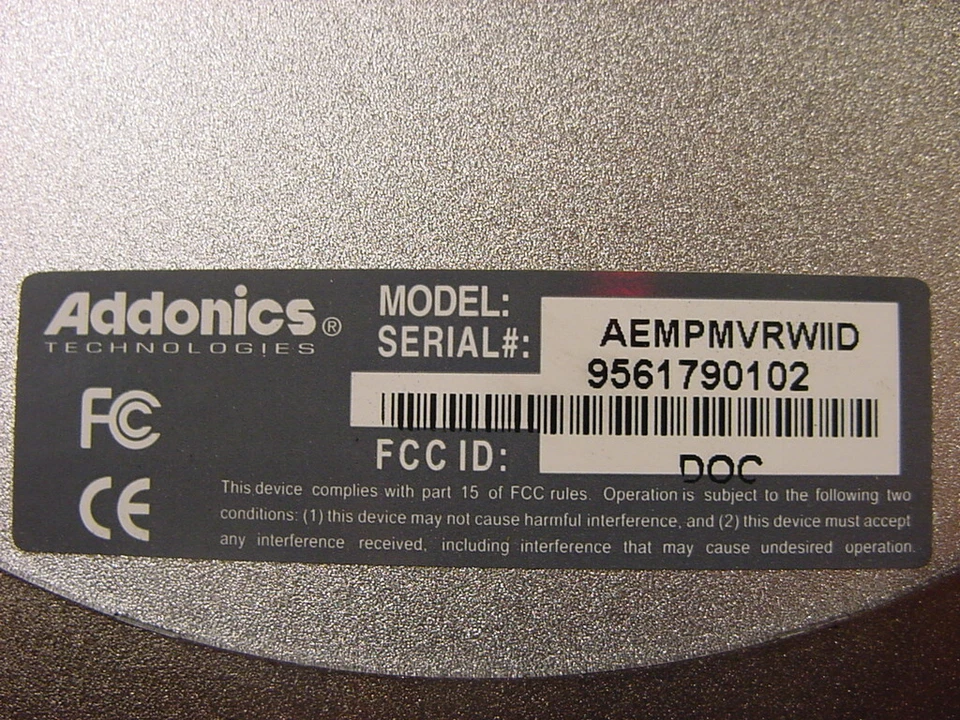 Addonics®
TECHNOLOGIES
MODEL:
AEMPMVRWIID
SERIAL#:
9561790102
FC
FCC ID:
DOC
CE
This device complies with part 15 of FCC rules. Operation is subject to the following two
conditions: (1) this device may not cause harmful interference, and (2) this device must accept
any interference received, including interference that may cause undesired operation.